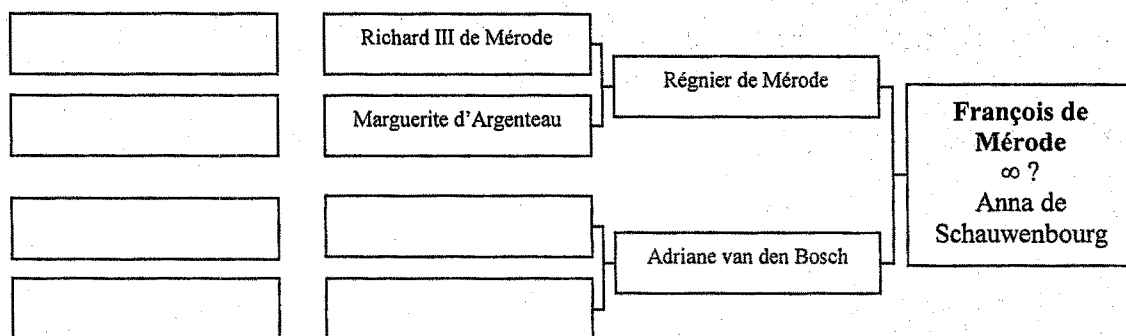 Richard III de Mérode
Marguerite d'Argenteau
Régnier de Mérode
Adriane van den Bosch
François de
Mérode
∞ ?
Anna de
Schauwenbourg